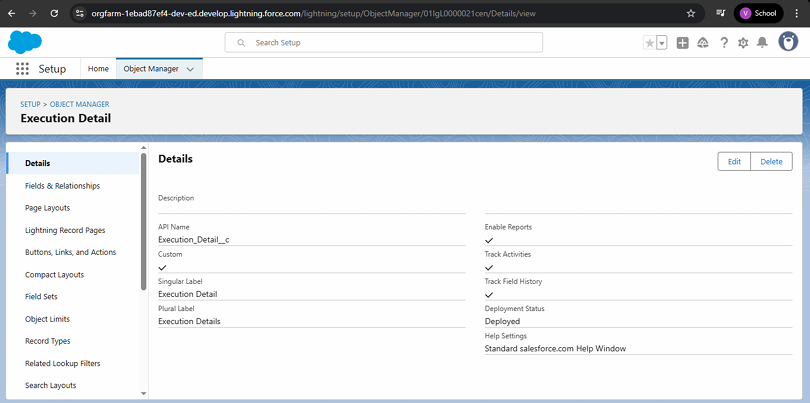 orgfarm-1ebad87ef4-dev-ed.develop.lightning.force.com/lightning/setup/ObjectManager/01IgL0000021cen/Details/view
V School
Search Setup
Setup Home Object Manager
SETUP > OBJECT MANAGER
Execution Detail
Details
Fields & Relationships
Page Layouts
Lightning Record Pages
Buttons, Links, and Actions
Compact Layouts
Field Sets
Object Limits
Record Types
Related Lookup Filters
Search Layouts
Details
Edit Delete
Description
API Name
Execution_Detail__c
Custom
Singular Label
Execution Detail
Plural Label
Execution Details
Enable Reports
Track Activities
Track Field History
Deployment Status
Deployed
Help Settings
Standard salesforce.com Help Window